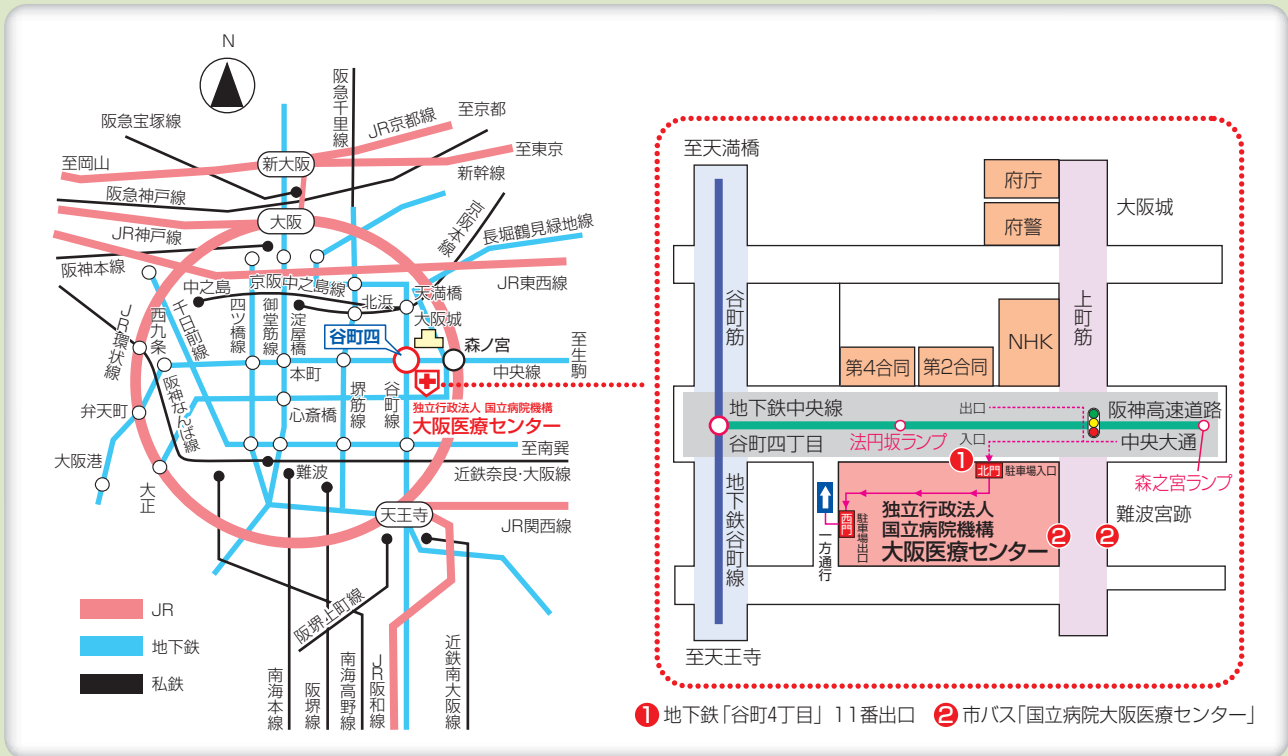 N
阪急宝塚線
阪急千里線
JR京都線
至京都
至岡山
新大阪
至東京
新幹線
阪急神戸線
大阪
京阪本線
長堀鶴見緑地線
JR神戸線
阪神本線
中之島
京阪中之島線
JR東西線
北浜
天満橋
大阪城
JR環状線
西九条
千日前線
四ツ橋線
御堂筋線
淀屋橋
谷町四
森ノ宮
至生駒
中央線
本町
阪神なんば線
堺筋線
谷町線
独立行政法人 国立病院機構
大阪医療センター
弁天町
心斎橋
至南巽
大阪港
近鉄奈良・大阪線
難波
大正
天王寺
JR関西線
JR
地下鉄
私鉄
阪堺上町線
南海本線
阪堺線
南海高野線
JR阪和線
近鉄南大阪線
至天満橋
府庁
府警
大阪城
谷町筋
上町筋
NHK
第4合同
第2合同
地下鉄中央線
出口
阪神高速道路
谷町四丁目
法円坂ランプ
入口
中央大通
1
北門
駐車場入口
森之宮ランプ
地下鉄谷町線
西門
駐車場出口
一方通行
独立行政法人
国立病院機構
大阪医療センター
2
2
難波宮跡
至天王寺
1 地下鉄「谷町4丁目」11番出口 2 市バス「国立病院大阪医療センター」